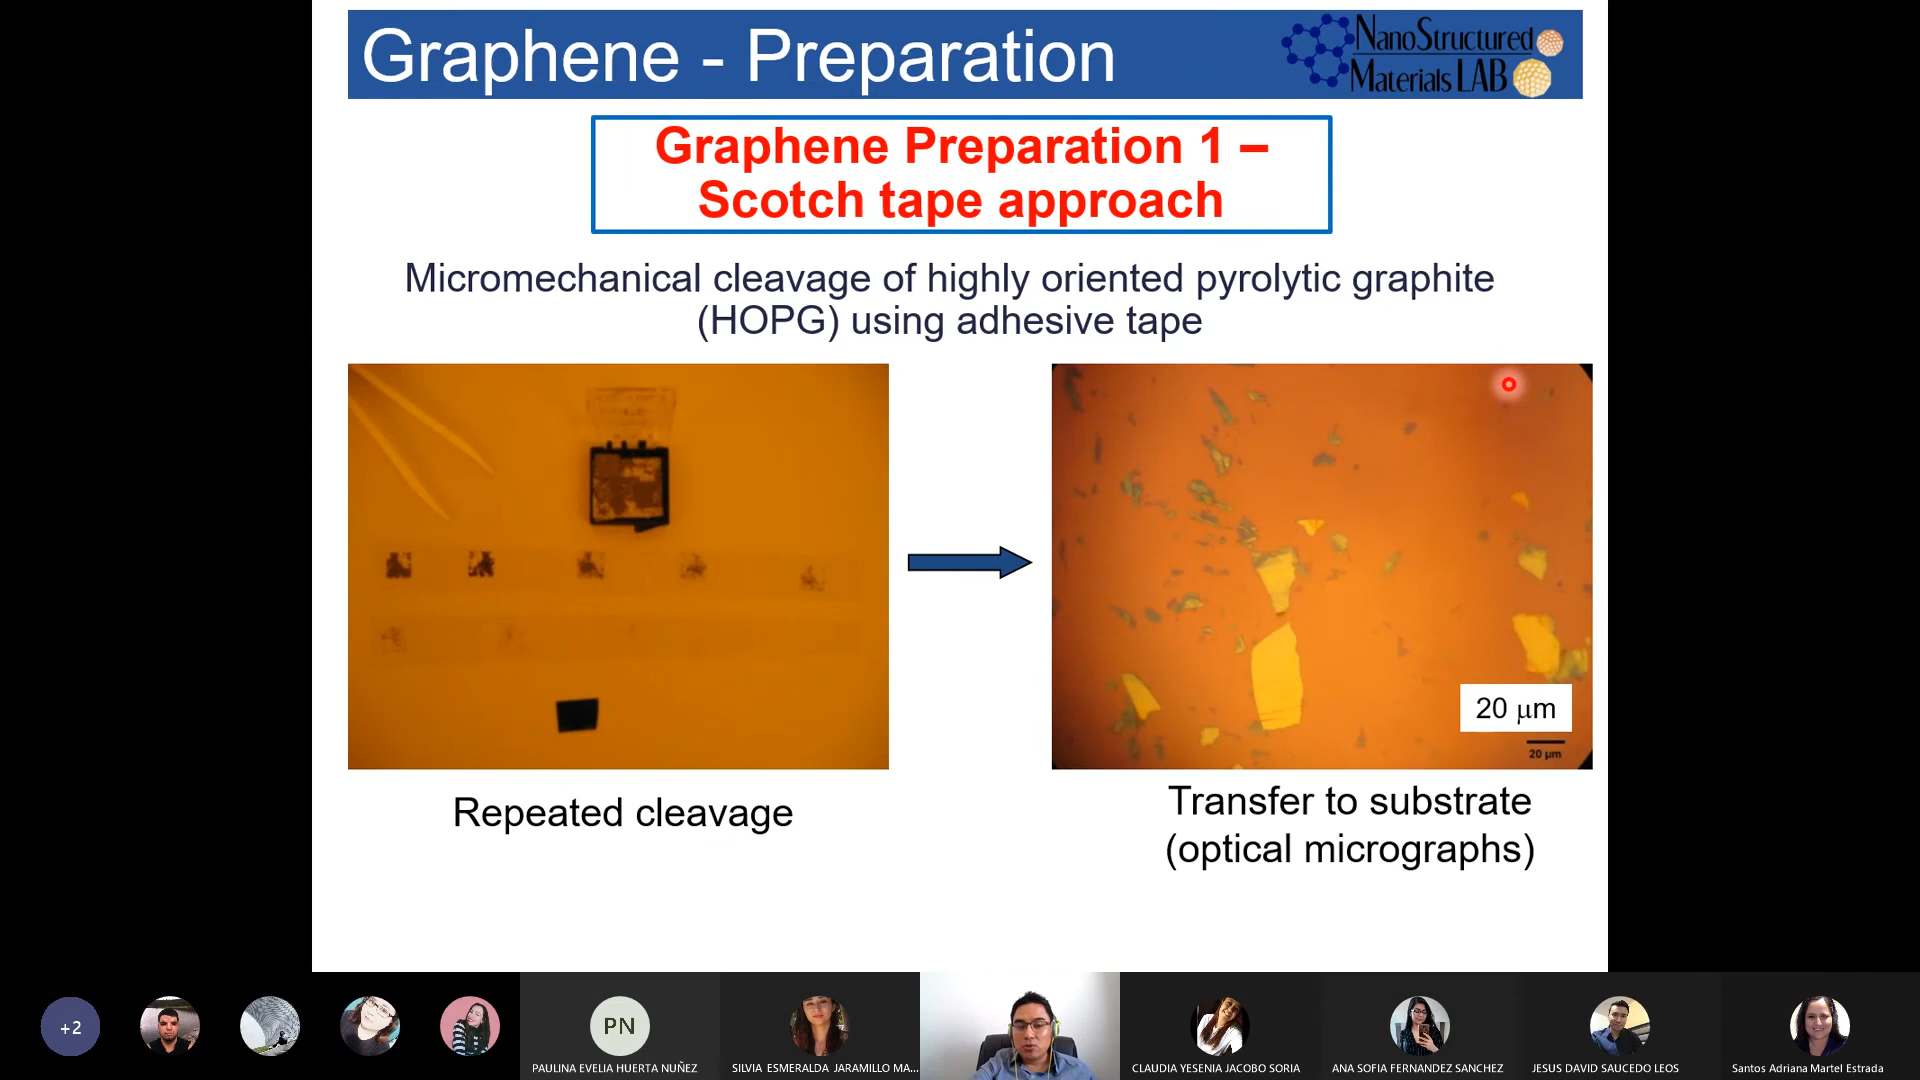 Graphene - Preparation
NanoStructured
Materials LAB
Graphene Preparation 1 –
Scotch tape approach
Micromechanical cleavage of highly oriented pyrolytic graphite
(HOPG) using adhesive tape
20 μm
20 μm
Repeated cleavage
Transfer to substrate
(optical micrographs)
+2
PN
PAULINA EVELIA HUERTA NUÑEZ
SILVIA ESMERALDA JARAMILLO MA...
CLAUDIA YESENIA JACOBO SORIA
ANA SOFIA FERNANDEZ SANCHEZ
JESUS DAVID SAUCEDO LEOS
Santos Adriana Martel Estrada